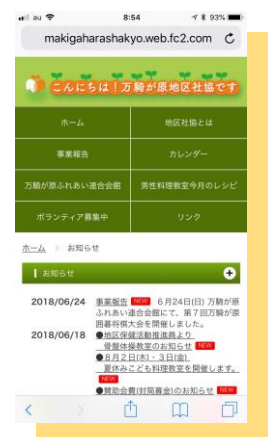 au 8:54 93%
makigaharashakyo.web.fc2.com
こんにちは！万騎が原地区社協です
ホーム 地区社協とは
事業報告 カレンダー
万騎が原ふれあい連合会館 男性料理教室今月のレシピ
ボランティア募集中 リンク
ホーム > お知らせ
お知らせ
2018/06/24 事業報告 NEW 6月24日(日) 万騎が原
ふれあい連合会館にて、第7回万騎が原
囲碁将棋大会を開催しました。
2018/06/18 ●地区保健活動推進員より
骨盤体操教室のお知らせ NEW
●８月２日(木)・３日(金)
夏休みこども料理教室を開催します。
NEW
●賛助会費(封筒募金)のお知らせ NEW